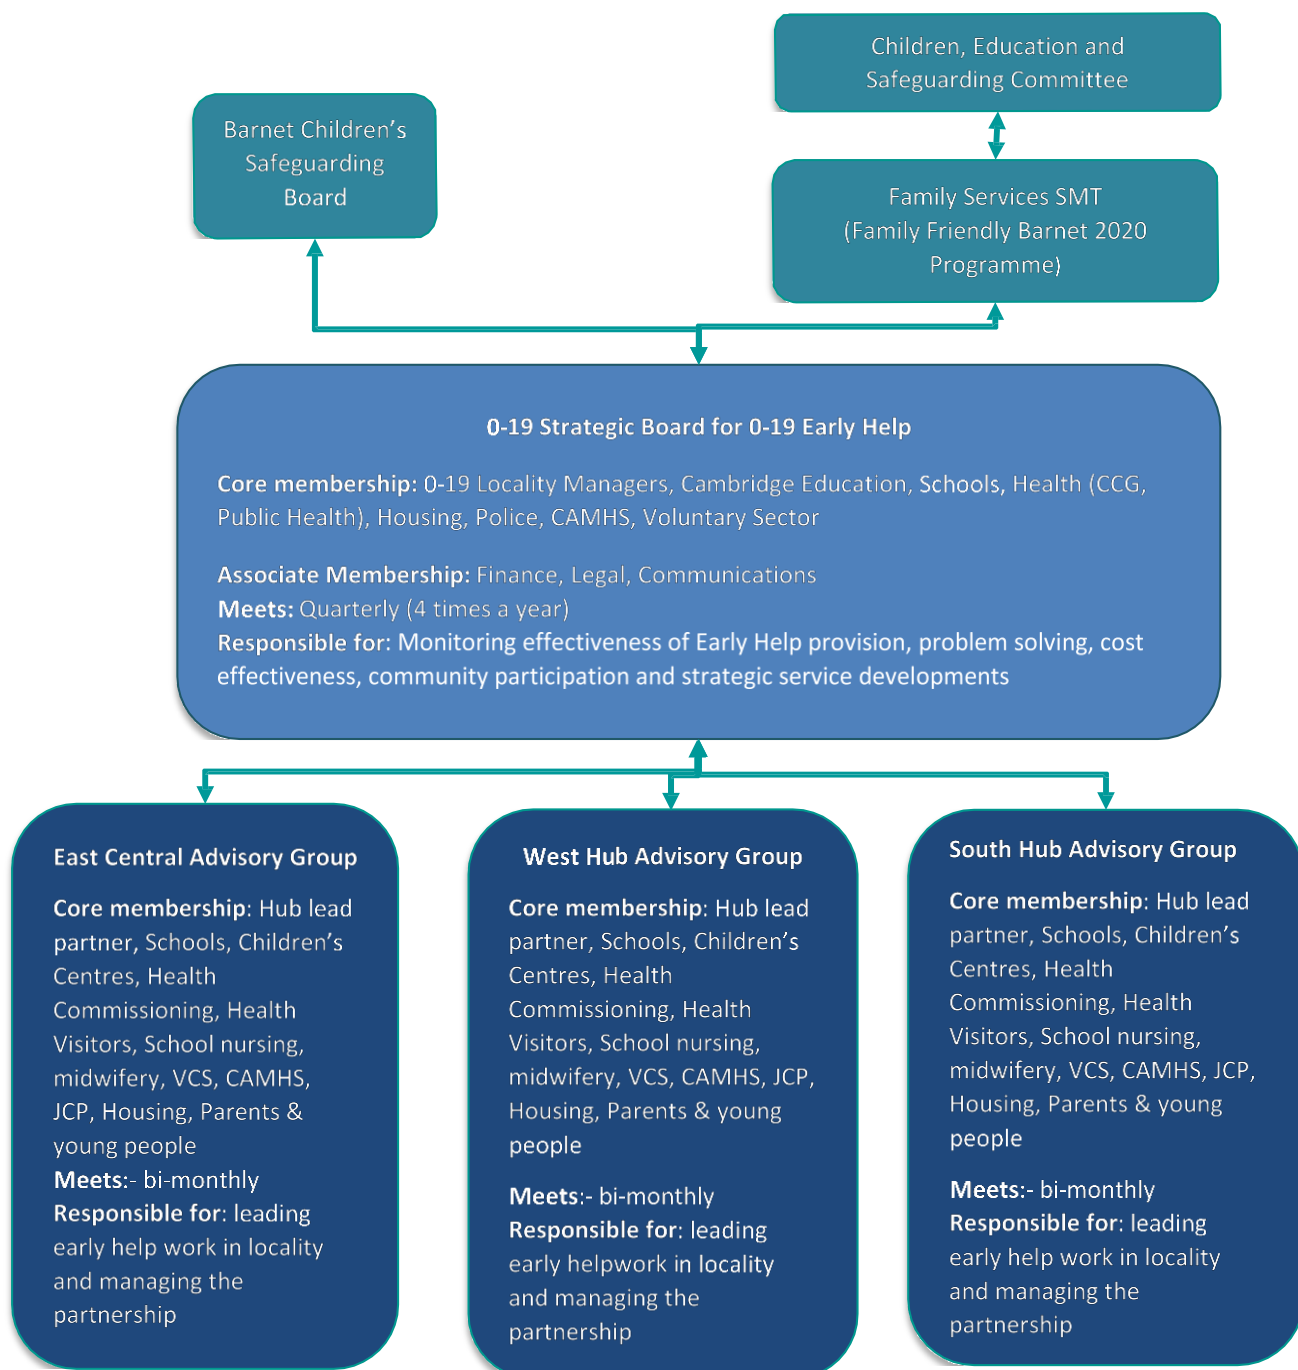 Children, Education and
Safeguarding Committee
Barnet Children’s
Safeguarding
Board
Family Services SMT
(Family Friendly Barnet 2020
Programme)
0-19 Strategic Board for 0-19 Early Help
Core membership: 0-19 Locality Managers, Cambridge Education, Schools, Health (CCG,
Public Health), Housing, Police, CAMHS, Voluntary Sector
Associate Membership: Finance, Legal, Communications
Meets: Quarterly (4 times a year)
Responsible for: Monitoring effectiveness of Early Help provision, problem solving, cost
effectiveness, community participation and strategic service developments
East Central Advisory Group
Core membership: Hub lead
partner, Schools, Children’s
Centres, Health
Commissioning, Health
Visitors, School nursing,
midwifery, VCS, CAMHS,
JCP, Housing, Parents &
young people
Meets:- bi-monthly
Responsible for: leading
early help work in locality
and managing the
partnership
West Hub Advisory Group
Core membership: Hub lead
partner, Schools, Children’s
Centres, Health
Commissioning, Health
Visitors, School nursing,
midwifery, VCS, CAMHS, JCP,
Housing, Parents & young
people
Meets:- bi-monthly
Responsible for: leading
early helpwork in locality
and managing the
partnership
South Hub Advisory Group
Core membership: Hub lead
partner, Schools, Children’s
Centres, Health
Commissioning, Health
Visitors, School nursing,
midwifery, VCS, CAMHS, JCP,
Housing, Parents & young
people
Meets:- bi-monthly
Responsible for: leading
early help work in locality
and managing the
partnership